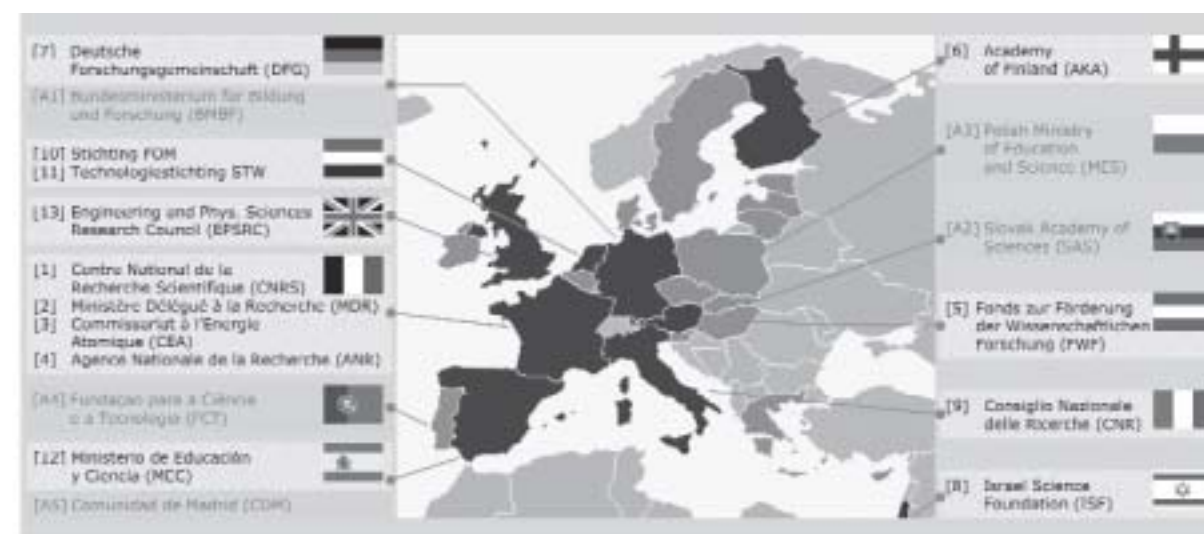 [7] Deutsche
Forschungsgemeinschaft (DFG)
[A1] Bundesministerium für Bildung
und Forschung (BMBF)
[10] Stichting FOM
[11] Technologiestichting STW
[13] Engineering and Phys. Sciences
Research Council (EPSRC)
[1] Centre National de la
Recherche Scientifique (CNRS)
[2] Ministère Délégué à la Recherche (MDR)
[3] Commissariat à l'Energie
Atomique (CEA)
[4] Agence Nationale de la Recherche (ANR)
[A4] Fundaçao para a Ciência
e a Tecnologia (FCT)
[12] Ministerio de Educación
y Ciencia (MCC)
[A5] Comunidad de Madrid (CDM)
[6] Academy
of Finland (AKA)
[A3] Polish Ministry
of Education
and Science (MES)
[A2] Slovak Academy of
Sciences (SAS)
[5] Fonds zur Förderung
der Wissenschaftlichen
Forschung (FWF)
[9] Consiglio Nazionale
delle Ricerche (CNR)
[8] Israel Science
Foundation (ISF)